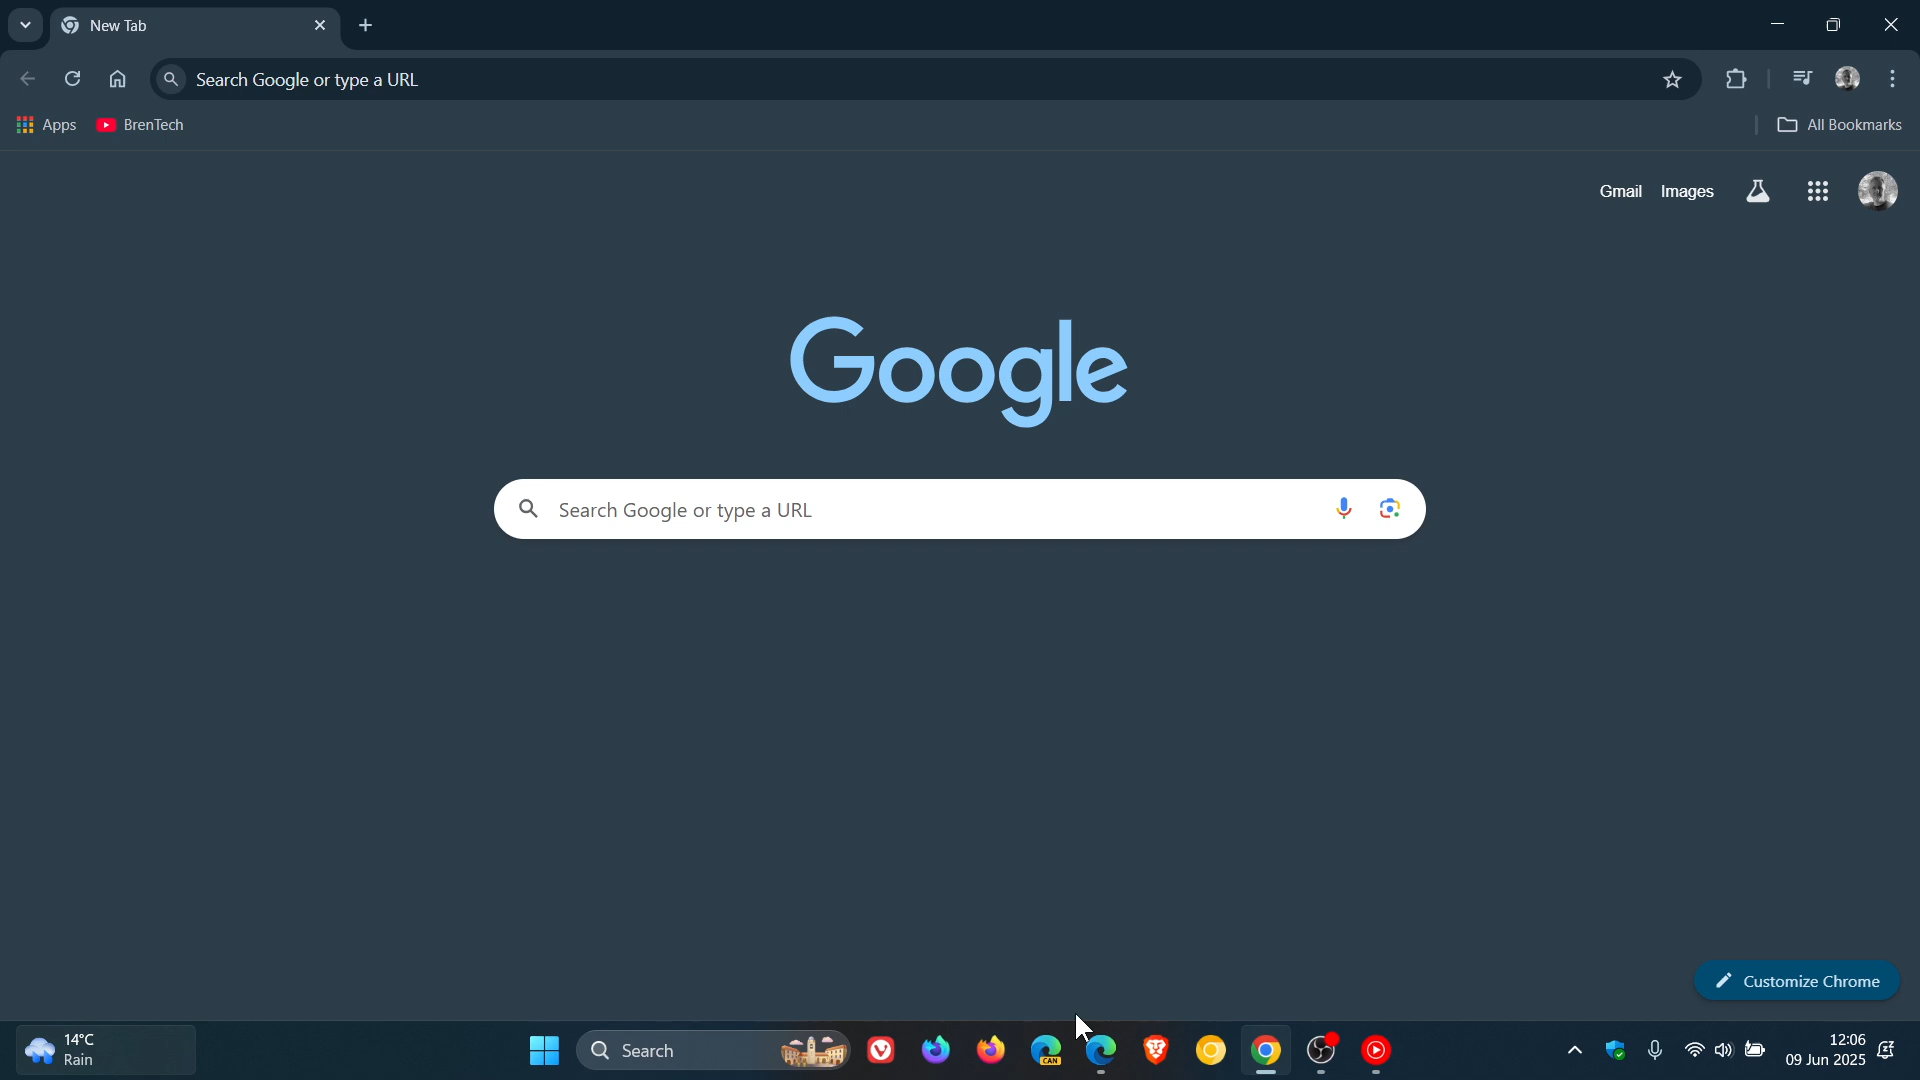 New Tab
Search Google or type a URL
Apps
BrenTech
All Bookmarks
Gmail
Images
Google
Search Google or type a URL
Customize Chrome
14°C
Rain
Search
CAN
12:06
09 Jun 2025